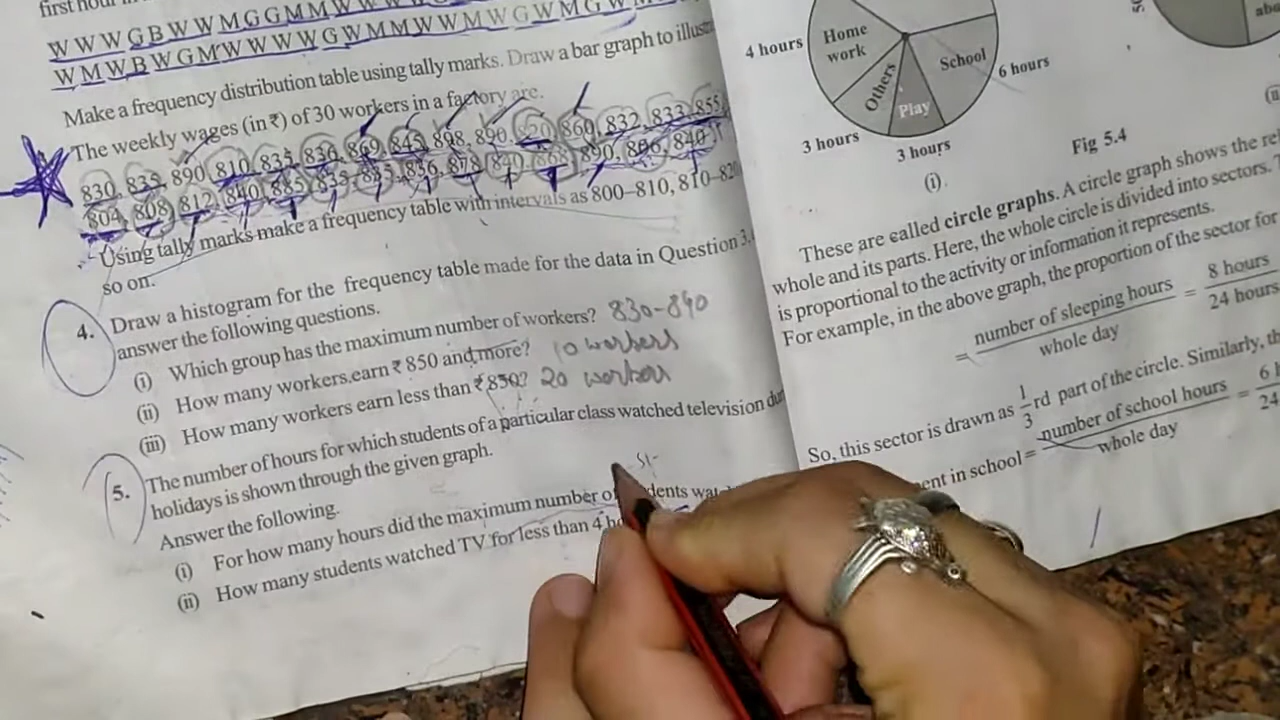 first hour in
W W W G B W W M G G M M W W W W
W M W B W G M W W W W G W M M W W M W G W M G W
Make a frequency distribution table using tally marks. Draw a bar graph to illust
The weekly wages (in ₹) of 30 workers in a factory are.
830, 835, 890, 810, 835, 836, 869, 845, 898, 890, 820, 860, 832, 833, 855,
804, 808, 812, 840, 885, 835, 835, 836, 878, 840, 868, 890, 806, 840
Using tally marks make a frequency table with intervals as 800–810, 810–820
so on.
4. Draw a histogram for the frequency table made for the data in Question 3,
answer the following questions.
(i) Which group has the maximum number of workers? 830-840
(ii) How many workers earn ₹ 850 and more? 10 workers
(iii) How many workers earn less than ₹ 850? 20 workers
5. The number of hours for which students of a particular class watched television du
holidays is shown through the given graph.
Answer the following.
(i) For how many hours did the maximum number of students wat
(ii) How many students watched TV for less than 4 ho
4 hours
Home work
Others
Play
School
6 hours
3 hours
3 hours
Fig 5.4
(i)
abo
(ii
These are called circle graphs. A circle graph shows the re
whole and its parts. Here, the whole circle is divided into sectors. T
is proportional to the activity or information it represents.
For example, in the above graph, the proportion of the sector for
= number of sleeping hours / whole day = 8 hours / 24 hours
So, this sector is drawn as 1/3 rd part of the circle. Similarly, th
ent in school = number of school hours / whole day = 6 h / 24